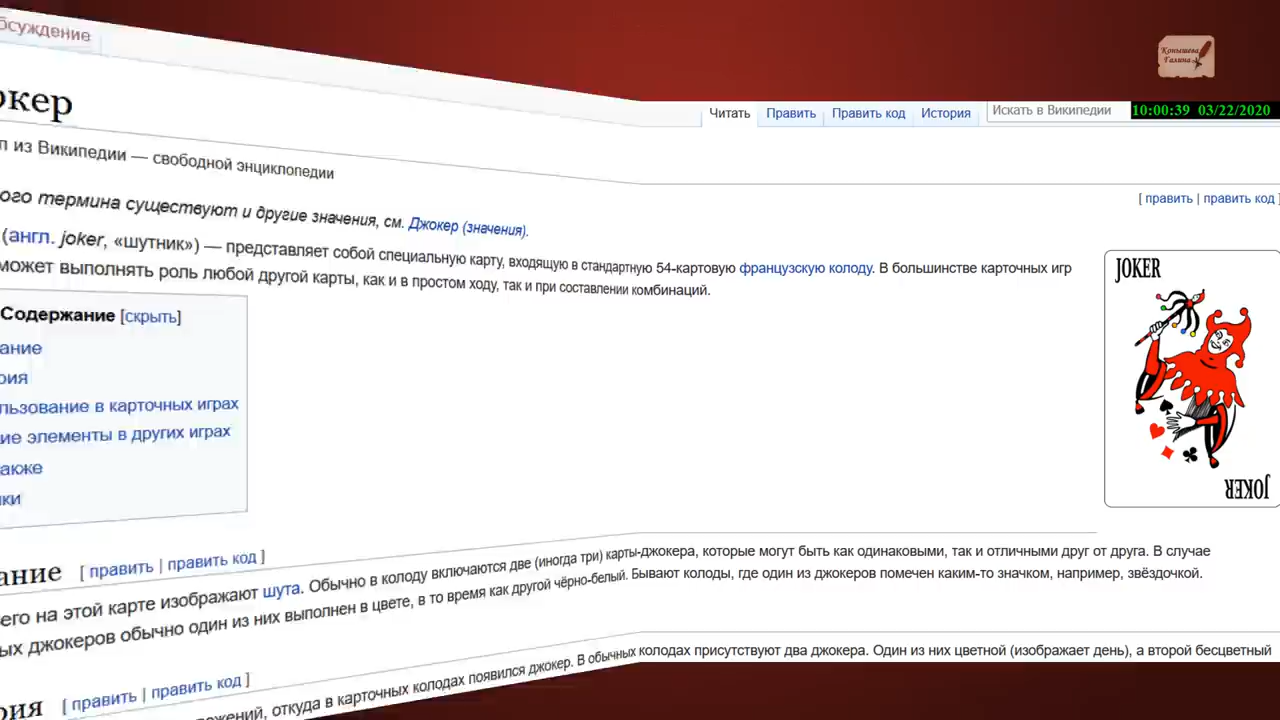 бсуждение
Конышева
Галина
окер
Читать Править Править код История Искать в Википедии 10:00:39 03/22/2020
из Википедии — свободной энциклопедии
[ править | править код ]
ого термина существуют и другие значения, см. Джокер (значения).
(англ. joker, «шутник») — представляет собой специальную карту, входящую в стандартную 54-картовую французскую колоду. В большинстве карточных игр
может выполнять роль любой другой карты, как и в простом ходу, так и при составлении комбинаций.
JOKER
Содержание [скрыть]
ание
рия
льзование в карточных играх
ие элементы в других играх
акже
ки
JOKER
ание [ править | править код ]
его на этой карте изображают шута. Обычно в колоду включаются две (иногда три) карты-джокера, которые могут быть как одинаковыми, так и отличными друг от друга. В случае
ых джокеров обычно один из них выполнен в цвете, в то время как другой чёрно-белый. Бывают колоды, где один из джокеров помечен каким-то значком, например, звёздочкой.
рия [ править | править код ]
ожений, откуда в карточных колодах появился джокер. В обычных колодах присутствуют два джокера. Один из них цветной (изображает день), а второй бесцветный